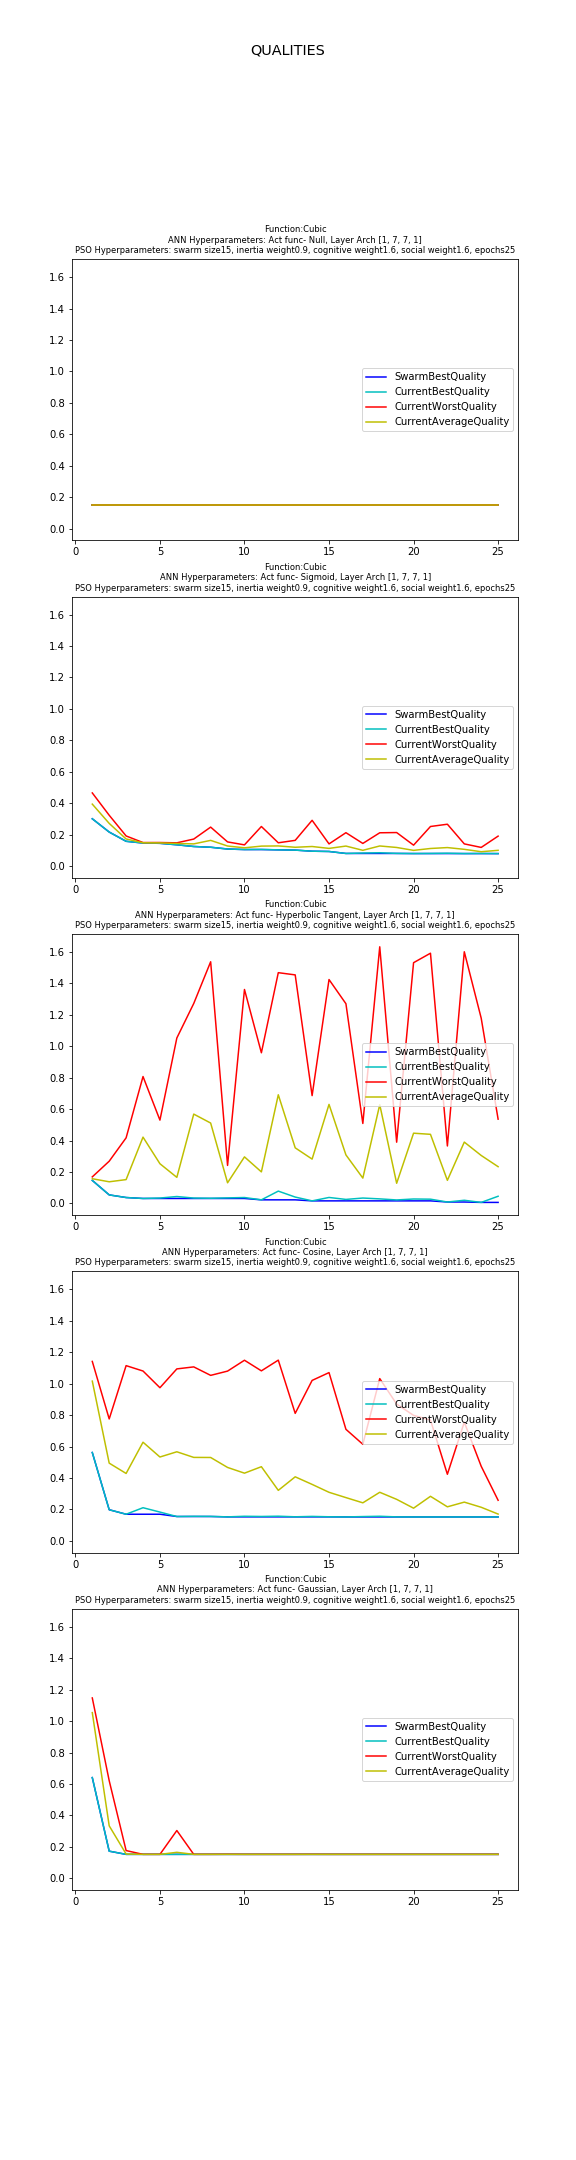 QUALITIES
Function:Cubic
ANN Hyperparameters: Act func- Null, Layer Arch [1, 7, 7, 1]
PSO Hyperparameters: swarm size15, inertia weight0.9, cognitive weight1.6, social weight1.6, epochs25
1.6
1.4
1.2
1.0
0.8
0.6
0.4
0.2
0.0
SwarmBestQuality
CurrentBestQuality
CurrentWorstQuality
CurrentAverageQuality
0 5 10 15 20 25
Function:Cubic
ANN Hyperparameters: Act func- Sigmoid, Layer Arch [1, 7, 7, 1]
PSO Hyperparameters: swarm size15, inertia weight0.9, cognitive weight1.6, social weight1.6, epochs25
1.6
1.4
1.2
1.0
0.8
0.6
0.4
0.2
0.0
SwarmBestQuality
CurrentBestQuality
CurrentWorstQuality
CurrentAverageQuality
0 5 10 15 20 25
Function:Cubic
ANN Hyperparameters: Act func- Hyperbolic Tangent, Layer Arch [1, 7, 7, 1]
PSO Hyperparameters: swarm size15, inertia weight0.9, cognitive weight1.6, social weight1.6, epochs25
1.6
1.4
1.2
1.0
0.8
0.6
0.4
0.2
0.0
SwarmBestQuality
CurrentBestQuality
CurrentWorstQuality
CurrentAverageQuality
0 5 10 15 20 25
Function:Cubic
ANN Hyperparameters: Act func- Cosine, Layer Arch [1, 7, 7, 1]
PSO Hyperparameters: swarm size15, inertia weight0.9, cognitive weight1.6, social weight1.6, epochs25
1.6
1.4
1.2
1.0
0.8
0.6
0.4
0.2
0.0
SwarmBestQuality
CurrentBestQuality
CurrentWorstQuality
CurrentAverageQuality
0 5 10 15 20 25
Function:Cubic
ANN Hyperparameters: Act func- Gaussian, Layer Arch [1, 7, 7, 1]
PSO Hyperparameters: swarm size15, inertia weight0.9, cognitive weight1.6, social weight1.6, epochs25
1.6
1.4
1.2
1.0
0.8
0.6
0.4
0.2
0.0
SwarmBestQuality
CurrentBestQuality
CurrentWorstQuality
CurrentAverageQuality
0 5 10 15 20 25